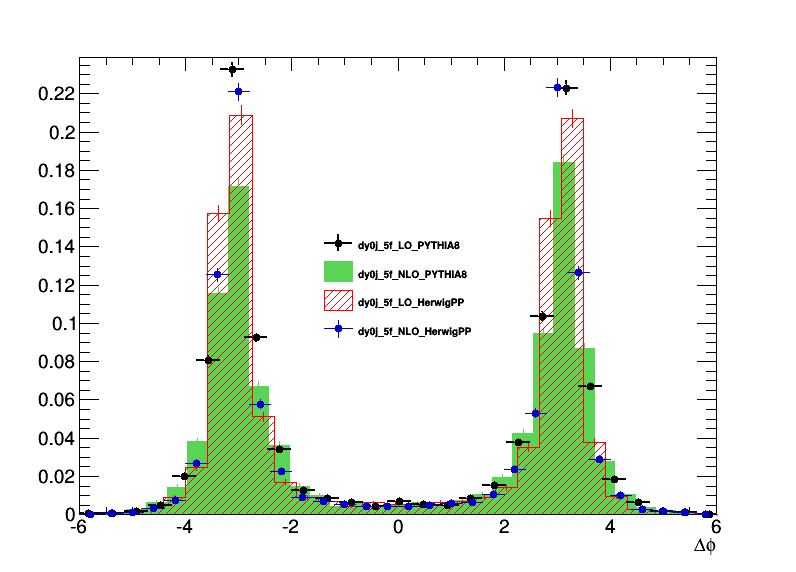 0.22
0.2
0.18
0.16
0.14
0.12
0.1
0.08
0.06
0.04
0.02
0
dy0j_5f_LO_PYTHIA8
dy0j_5f_NLO_PYTHIA8
dy0j_5f_LO_HerwigPP
dy0j_5f_NLO_HerwigPP
-6 -4 -2 0 2 4 6
Δϕ